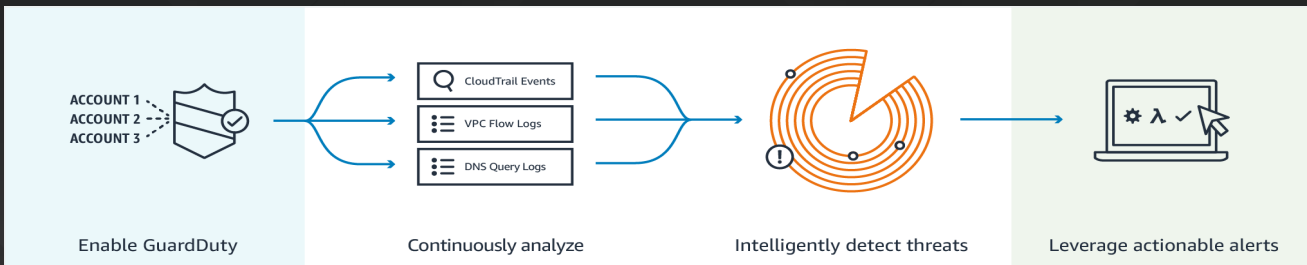 ACCOUNT 1
ACCOUNT 2
ACCOUNT 3
CloudTrail Events
VPC Flow Logs
DNS Query Logs
!
λ
Enable GuardDuty
Continuously analyze
Intelligently detect threats
Leverage actionable alerts